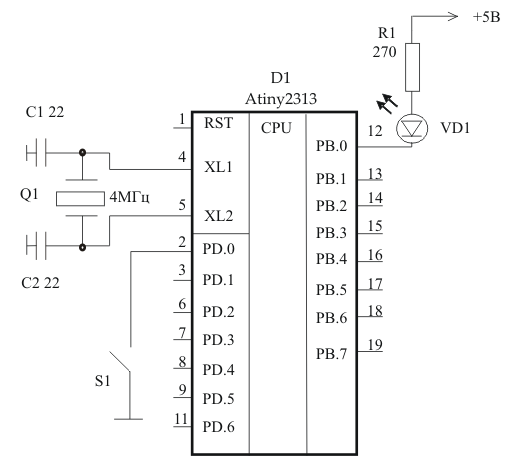 +5В
R1
270
D1
Atiny2313
C1 22
1
RST
CPU
12
VD1
PB.0
4
XL1
13
PB.1
Q1
4МГц
14
PB.2
5
XL2
15
PB.3
2
PD.0
16
PB.4
3
PD.1
C2 22
17
PB.5
6
PD.2
18
PB.6
7
PD.3
19
PB.7
8
PD.4
S1
9
PD.5
11
PD.6